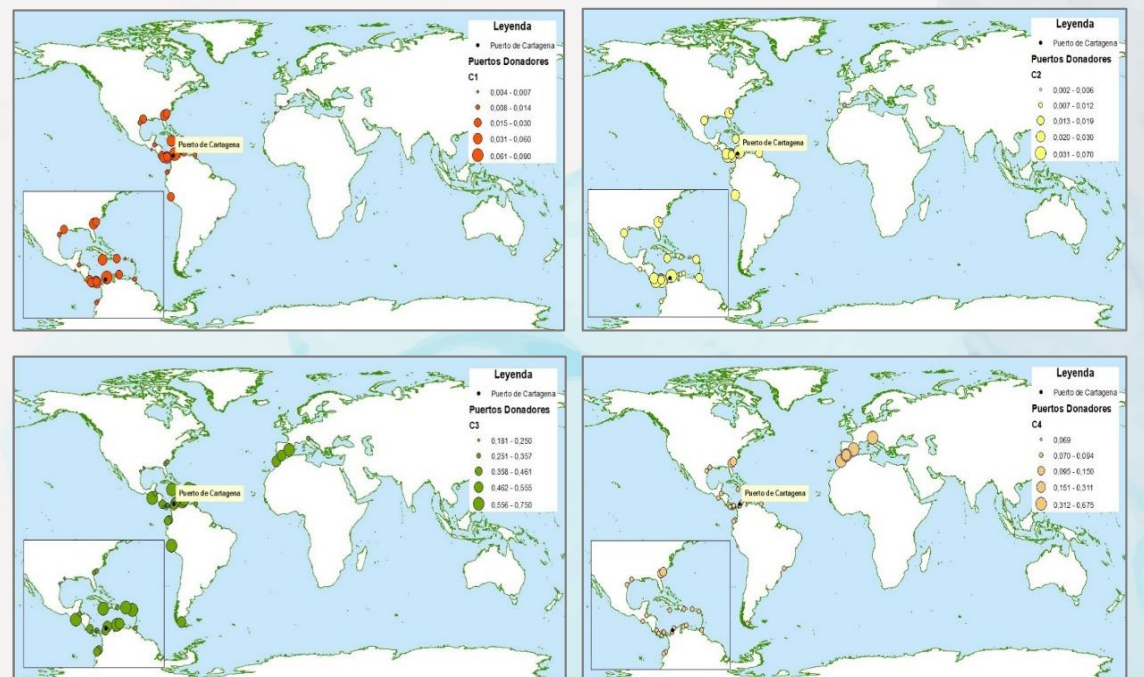 Leyenda
Puerto de Cartagena
Puertos Donadores
C1
0.004 - 0.007
0.008 - 0.014
0.015 - 0.030
0.031 - 0.060
0.061 - 0.090
Puerto de Cartagena
Leyenda
Puerto de Cartagena
Puertos Donadores
C2
0.002 - 0.006
0.007 - 0.012
0.013 - 0.019
0.020 - 0.030
0.031 - 0.070
Puerto de Cartagena
Leyenda
Puerto de Cartagena
Puertos Donadores
C3
0,181 - 0,250
0,251 - 0,357
0,358 - 0,461
0,462 - 0,555
0,556 - 0,750
Puerto de Cartagena
Leyenda
Puerto de Cartagena
Puertos Donadores
C4
0,069
0,070 - 0,094
0,095 - 0,150
0,151 - 0,311
0,312 - 0,675
Puerto de Cartagena